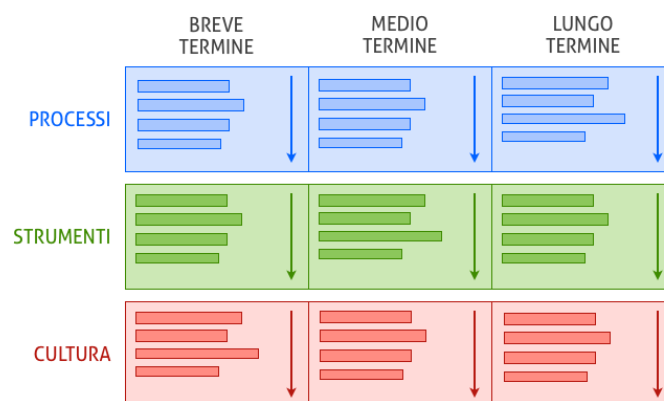 BREVE
TERMINE
MEDIO
TERMINE
LUNGO
TERMINE
PROCESSI
STRUMENTI
CULTURA